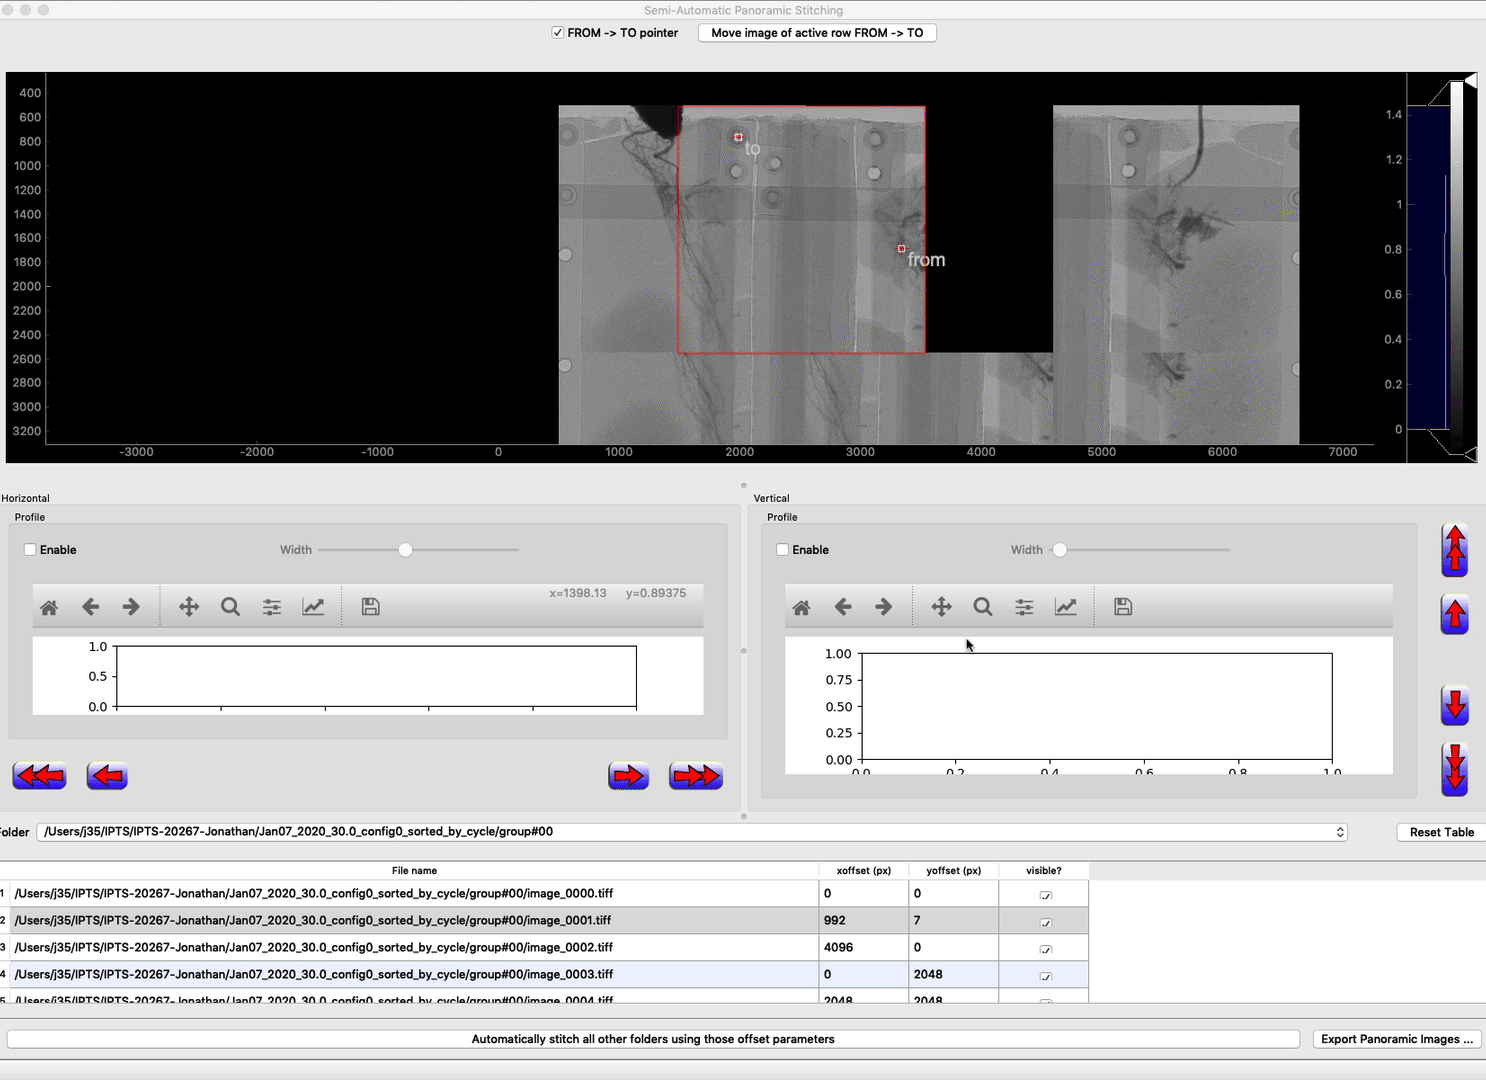 Semi-Automatic Panoramic Stitching
FROM -> TO pointer
Move image of active row FROM -> TO
400
600
800
1000
1200
1400
1600
1800
2000
2200
2400
2600
2800
3000
3200
to
from
-3000 -2000 -1000 0 1000 2000 3000 4000 5000 6000 7000
1.4
1.2
1
0.8
0.6
0.4
0.2
0
Horizontal
Profile
Enable Width
x=1398.13 y=0.89375
1.0
0.5
0.0
Vertical
Profile
Enable Width
1.00
0.75
0.50
0.25
0.00
0.0 0.2 0.4 0.6 0.8 1.0
Folder /Users/j35/IPTS/IPTS-20267-Jonathan/Jan07_2020_30.0_config0_sorted_by_cycle/group#00 Reset Table
File name xoffset (px) yoffset (px) visible?
1 /Users/j35/IPTS/IPTS-20267-Jonathan/Jan07_2020_30.0_config0_sorted_by_cycle/group#00/image_0000.tiff 0 0
2 /Users/j35/IPTS/IPTS-20267-Jonathan/Jan07_2020_30.0_config0_sorted_by_cycle/group#00/image_0001.tiff 992 7
3 /Users/j35/IPTS/IPTS-20267-Jonathan/Jan07_2020_30.0_config0_sorted_by_cycle/group#00/image_0002.tiff 4096 0
4 /Users/j35/IPTS/IPTS-20267-Jonathan/Jan07_2020_30.0_config0_sorted_by_cycle/group#00/image_0003.tiff 0 2048
5 /Users/j35/IPTS/IPTS-20267-Jonathan/Jan07_2020_30.0_config0_sorted_by_cycle/group#00/image_0004.tiff 2048 2048
Automatically stitch all other folders using those offset parameters
Export Panoramic Images ...